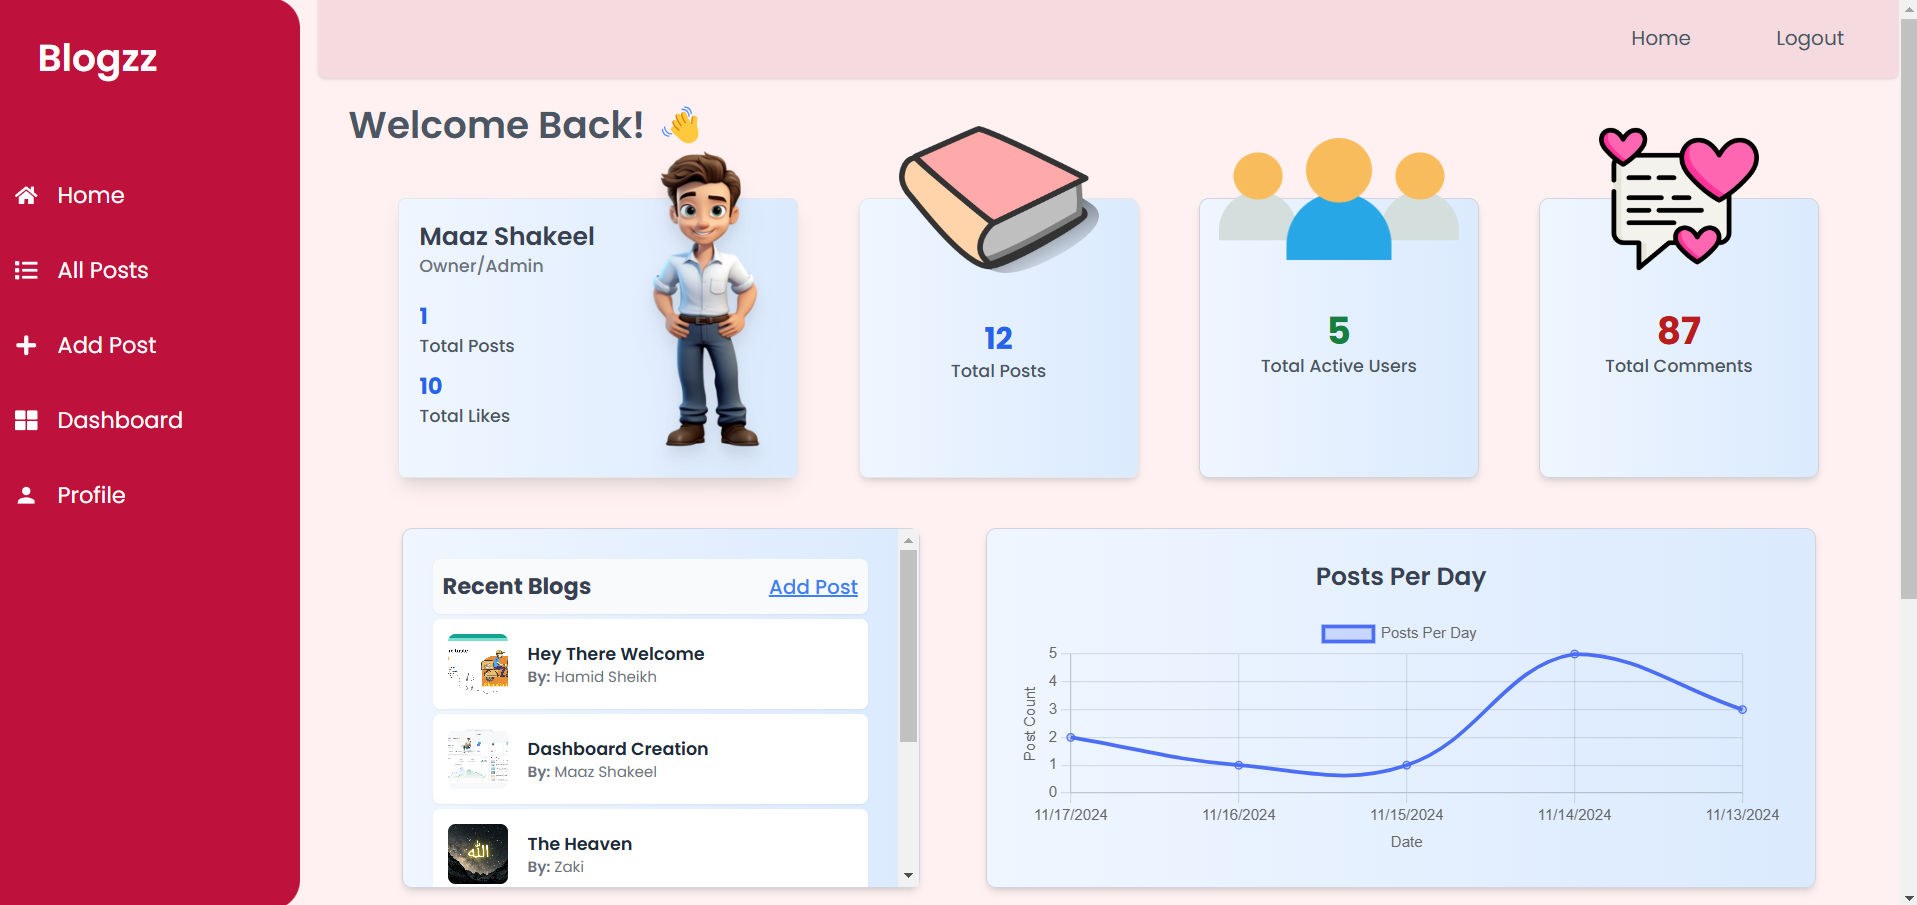 Blogzz
Home
All Posts
Add Post
Dashboard
Profile
Home Logout
Welcome Back!
Maaz Shakeel
Owner/Admin
1
Total Posts
10
Total Likes
12
Total Posts
5
Total Active Users
87
Total Comments
Recent Blogs Add Post
Hey There Welcome
By: Hamid Sheikh
Dashboard Creation
By: Maaz Shakeel
الله
The Heaven
By: Zaki
Posts Per Day
Posts Per Day
Post Count
5
4
3
2
1
0
11/17/2024 11/16/2024 11/15/2024 11/14/2024 11/13/2024
Date